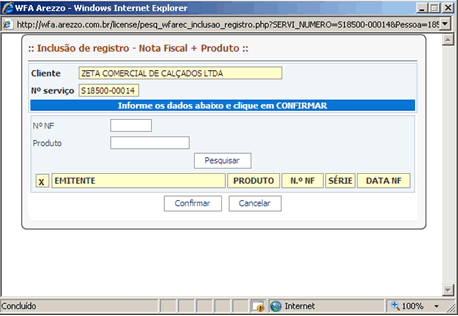 WFA Arezzo - Windows Internet Explorer
http://wfa.arezzo.com.br/license/pesq_wfarec_inclusao_registro.php?SERVI_NUMERO=S18500-00014&Pessoa=185
:: Inclusão de registro - Nota Fiscal + Produto ::
Cliente ZETA COMERCIAL DE CALÇADOS LTDA
Nº serviço S18500-00014
Informe os dados abaixo e clique em CONFIRMAR
Nº NF
Produto
Pesquisar
X EMITENTE PRODUTO N.º NF SÉRIE DATA NF
Confirmar Cancelar
Concluído Internet 100%